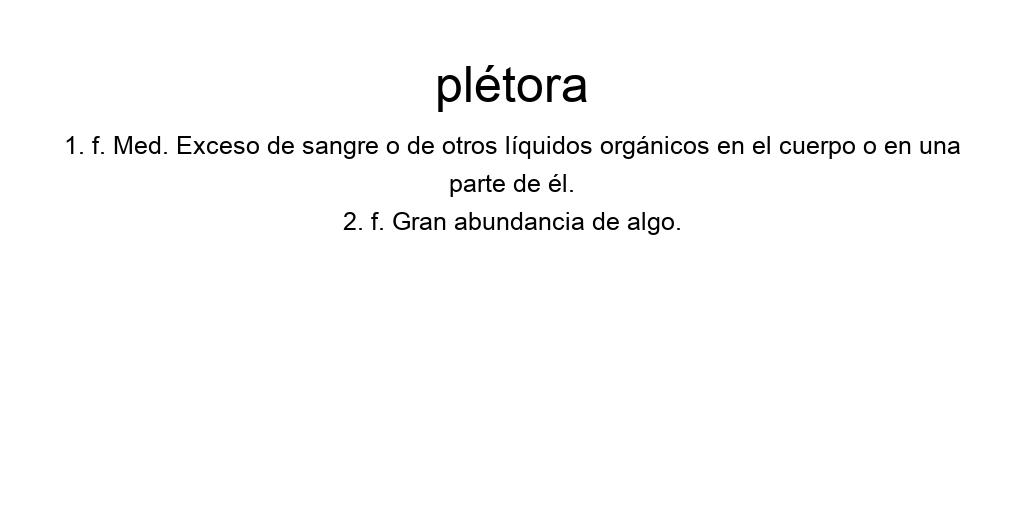 plétora
1. f. Med. Exceso de sangre o de otros líquidos orgánicos en el cuerpo o en una
parte de él.
2. f. Gran abundancia de algo.